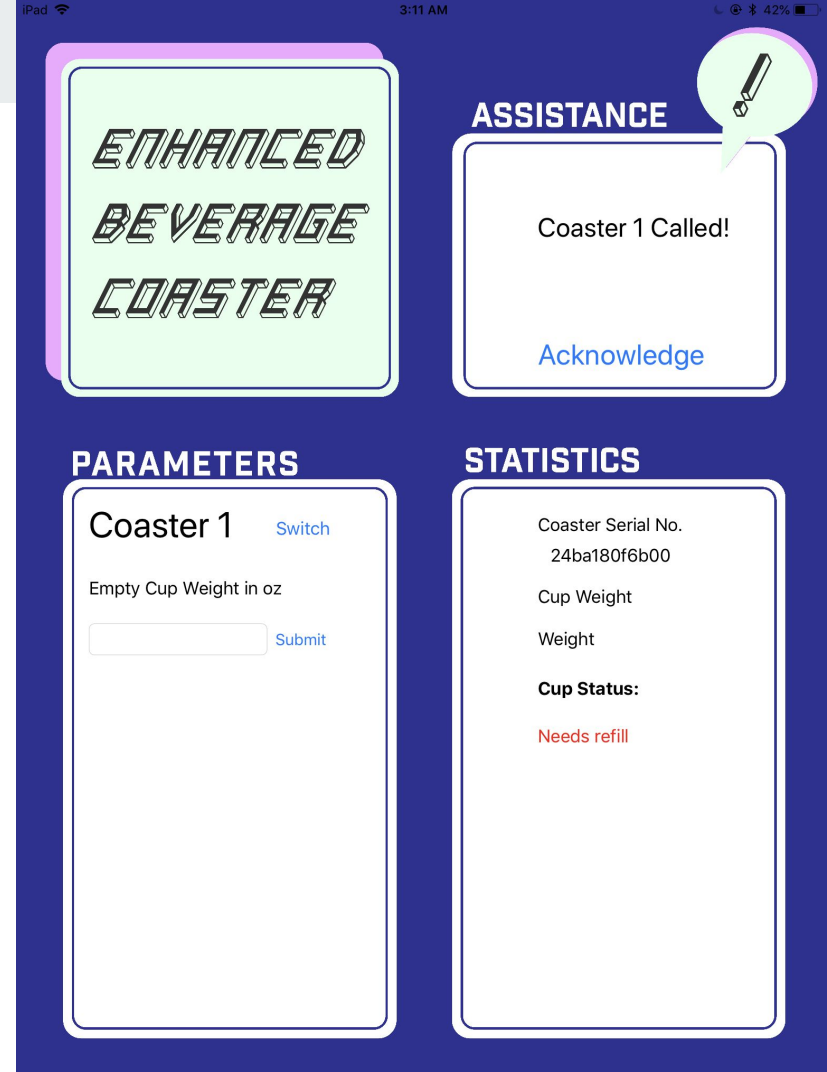 iPad
3:11 AM
42%
ENHANCED
BEVERAGE
COASTER
ASSISTANCE
!
Coaster 1 Called!
Acknowledge
PARAMETERS
Coaster 1 Switch
Empty Cup Weight in oz
Submit
STATISTICS
Coaster Serial No.
24ba180f6b00
Cup Weight
Weight
Cup Status:
Needs refill